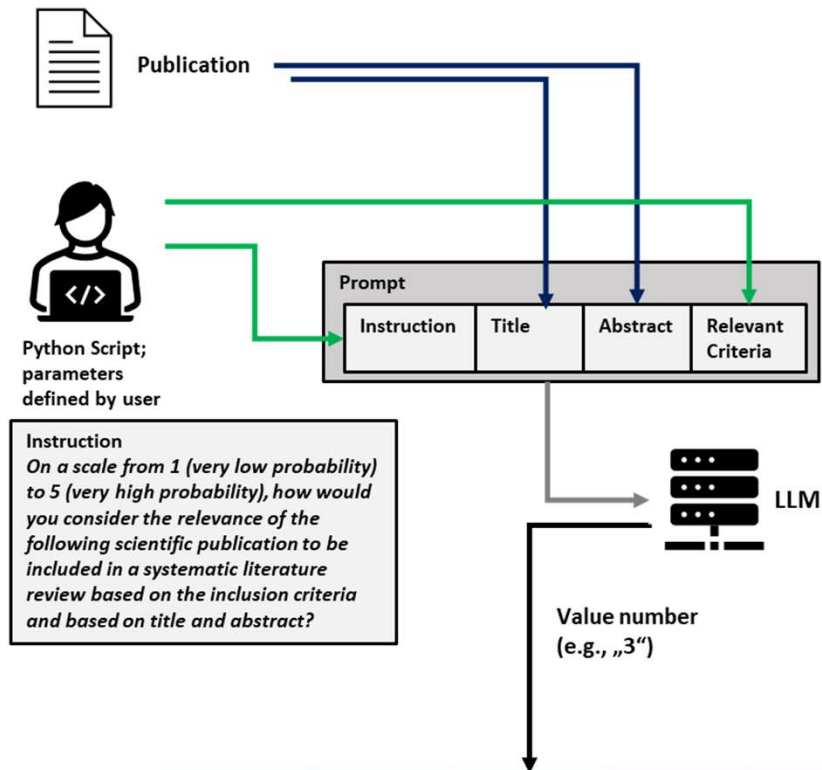 Publication
Prompt
Instruction
Title
Abstract
Relevant
Criteria
</>
Python Script;
parameters
defined by user
Instruction
On a scale from 1 (very low probability)
to 5 (very high probability), how would
you consider the relevance of the
following scientific publication to be
included in a systematic literature
review based on the inclusion criteria
and based on title and abstract?
LLM
Value number
(e.g., „3“)